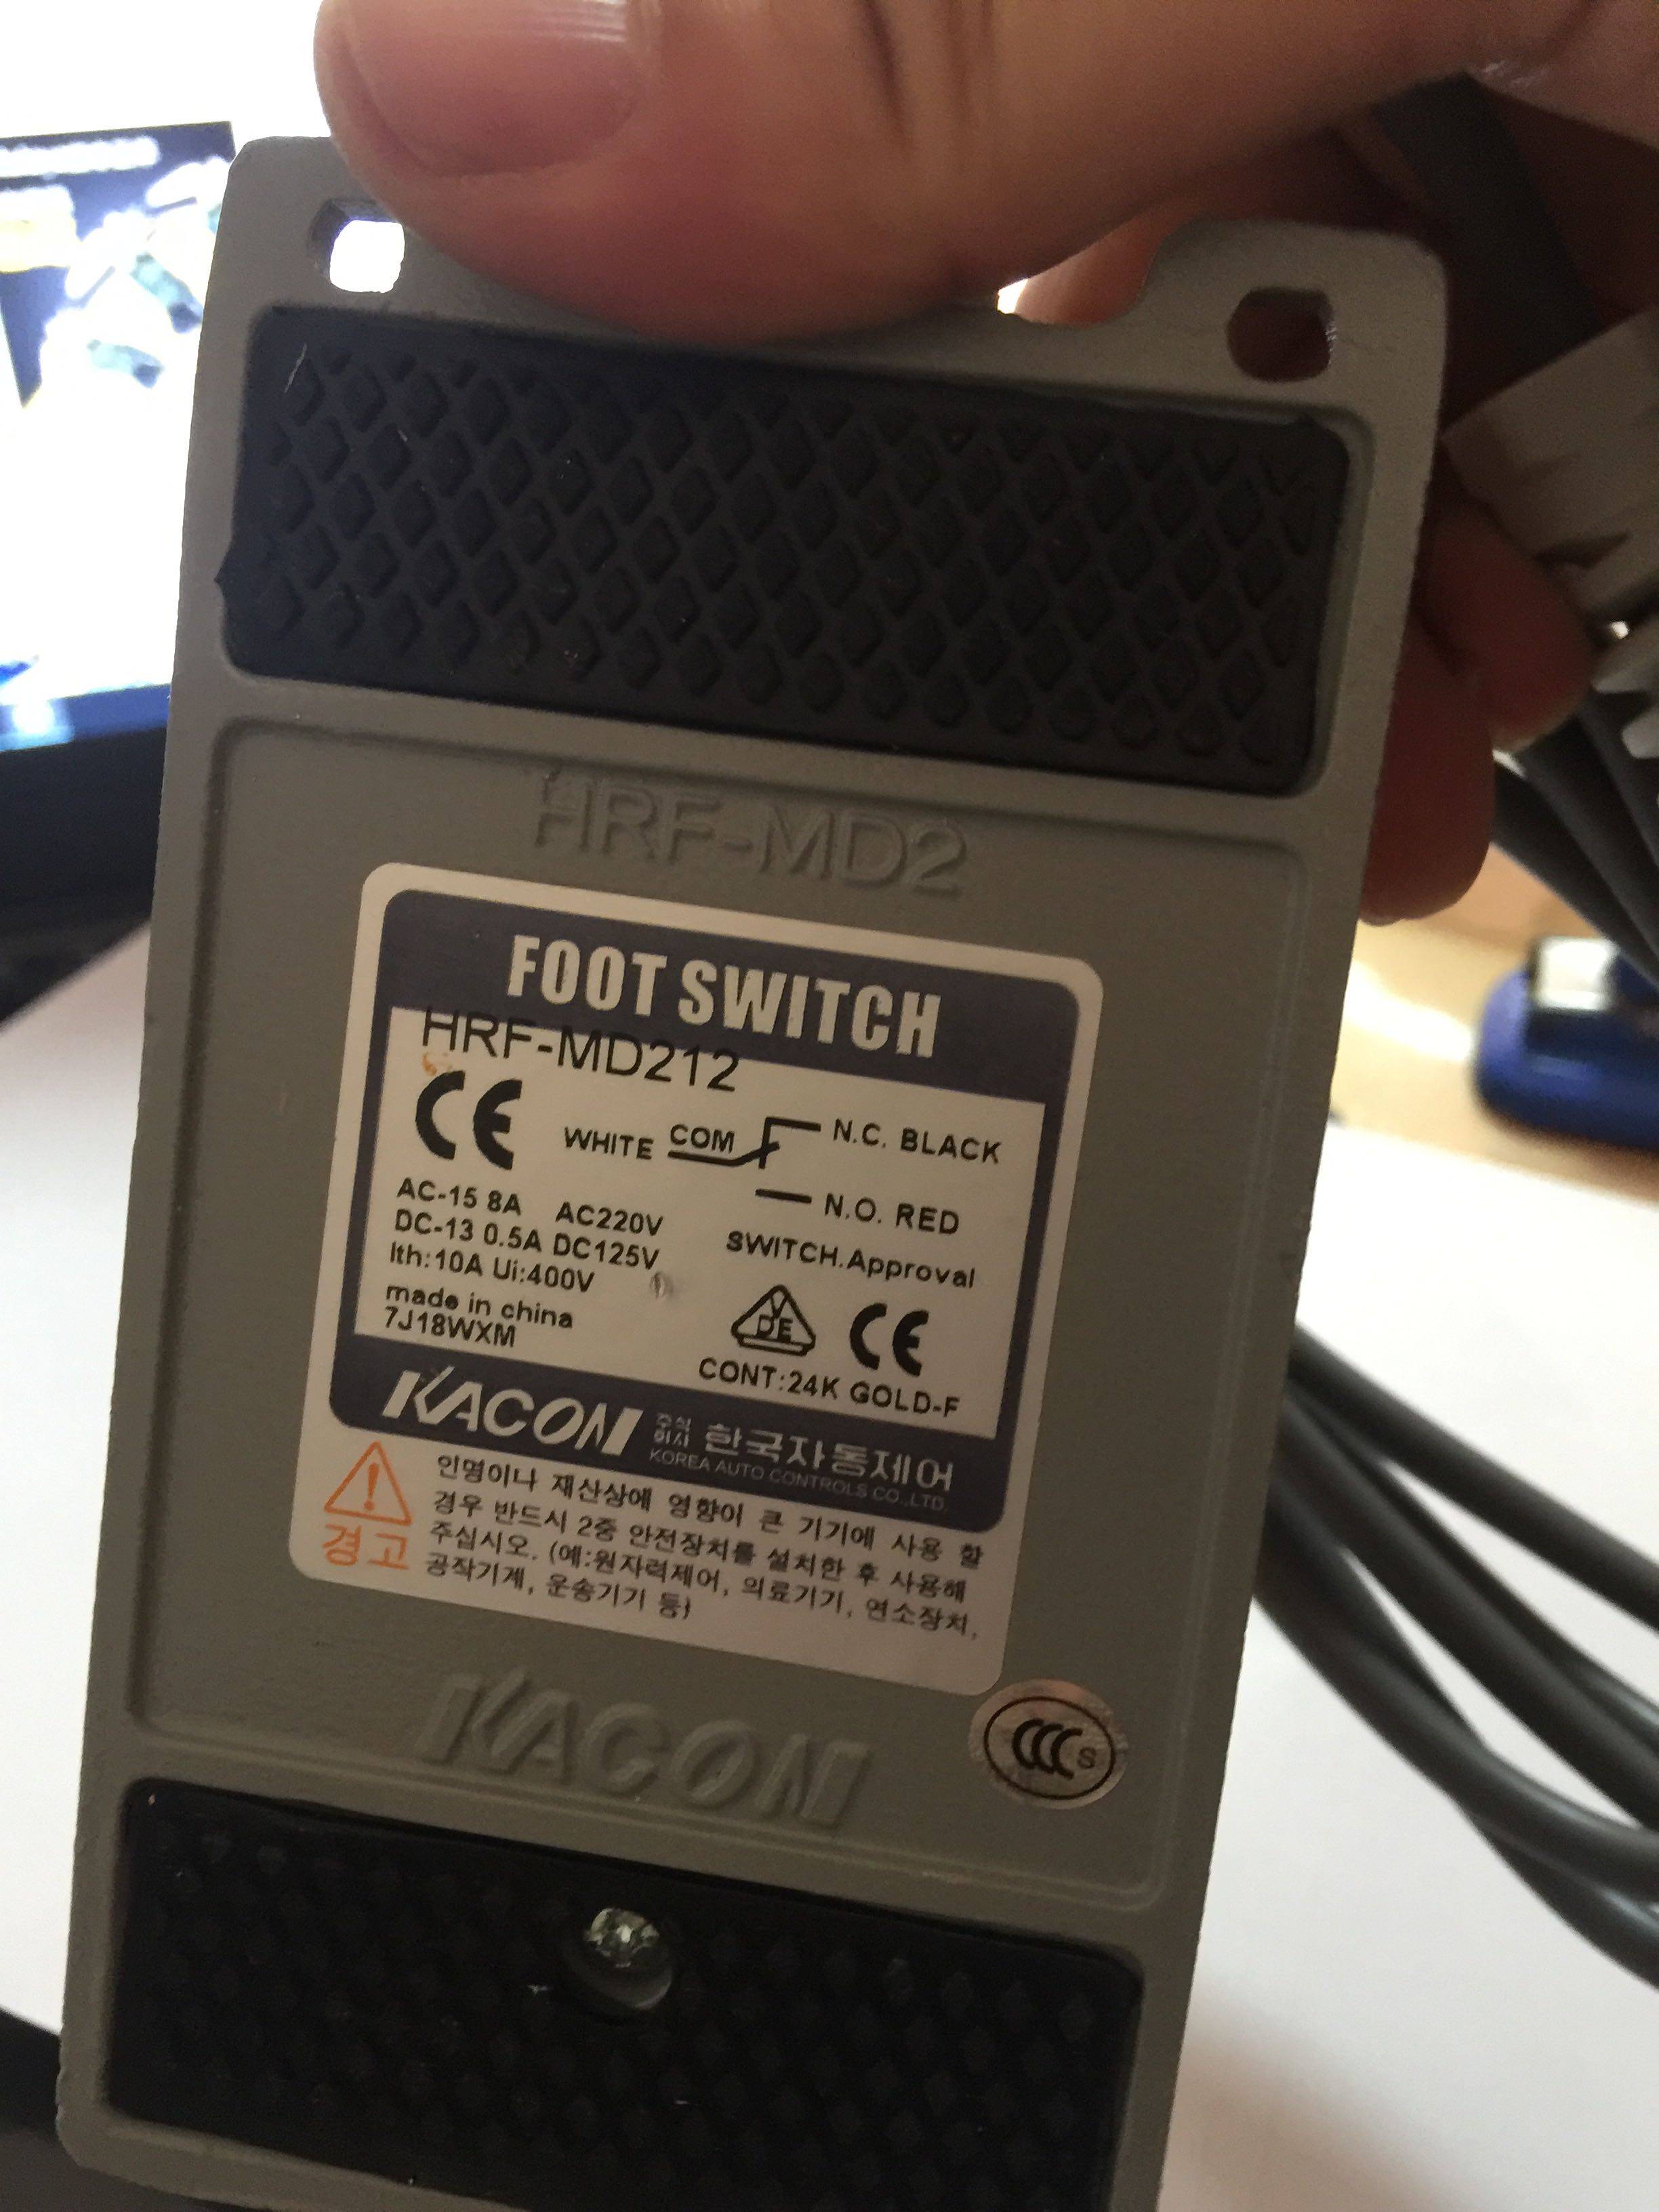 HRF-MD2
FOOT SWITCH
HRF-MD212
CE
WHITE COM N.C. BLACK
N.O. RED
AC-15 8A AC220V
DC-13 0.5A DC125V
Ith:10A Ui:400V
SWITCH.Approval
made in china
7J18WXM
VDE CE
CONT:24K GOLD-F
KACON 주식회사 한국자동제어
KOREA AUTO CONTROLS CO.,LTD.
경고
인명이나 재산상에 영향이 큰 기기에 사용 할
경우 반드시 2중 안전장치를 설치한 후 사용해
주십시오. (예:원자력제어, 의료기기, 연소장치,
공작기계, 운송기기 등)
KACON
CCC S